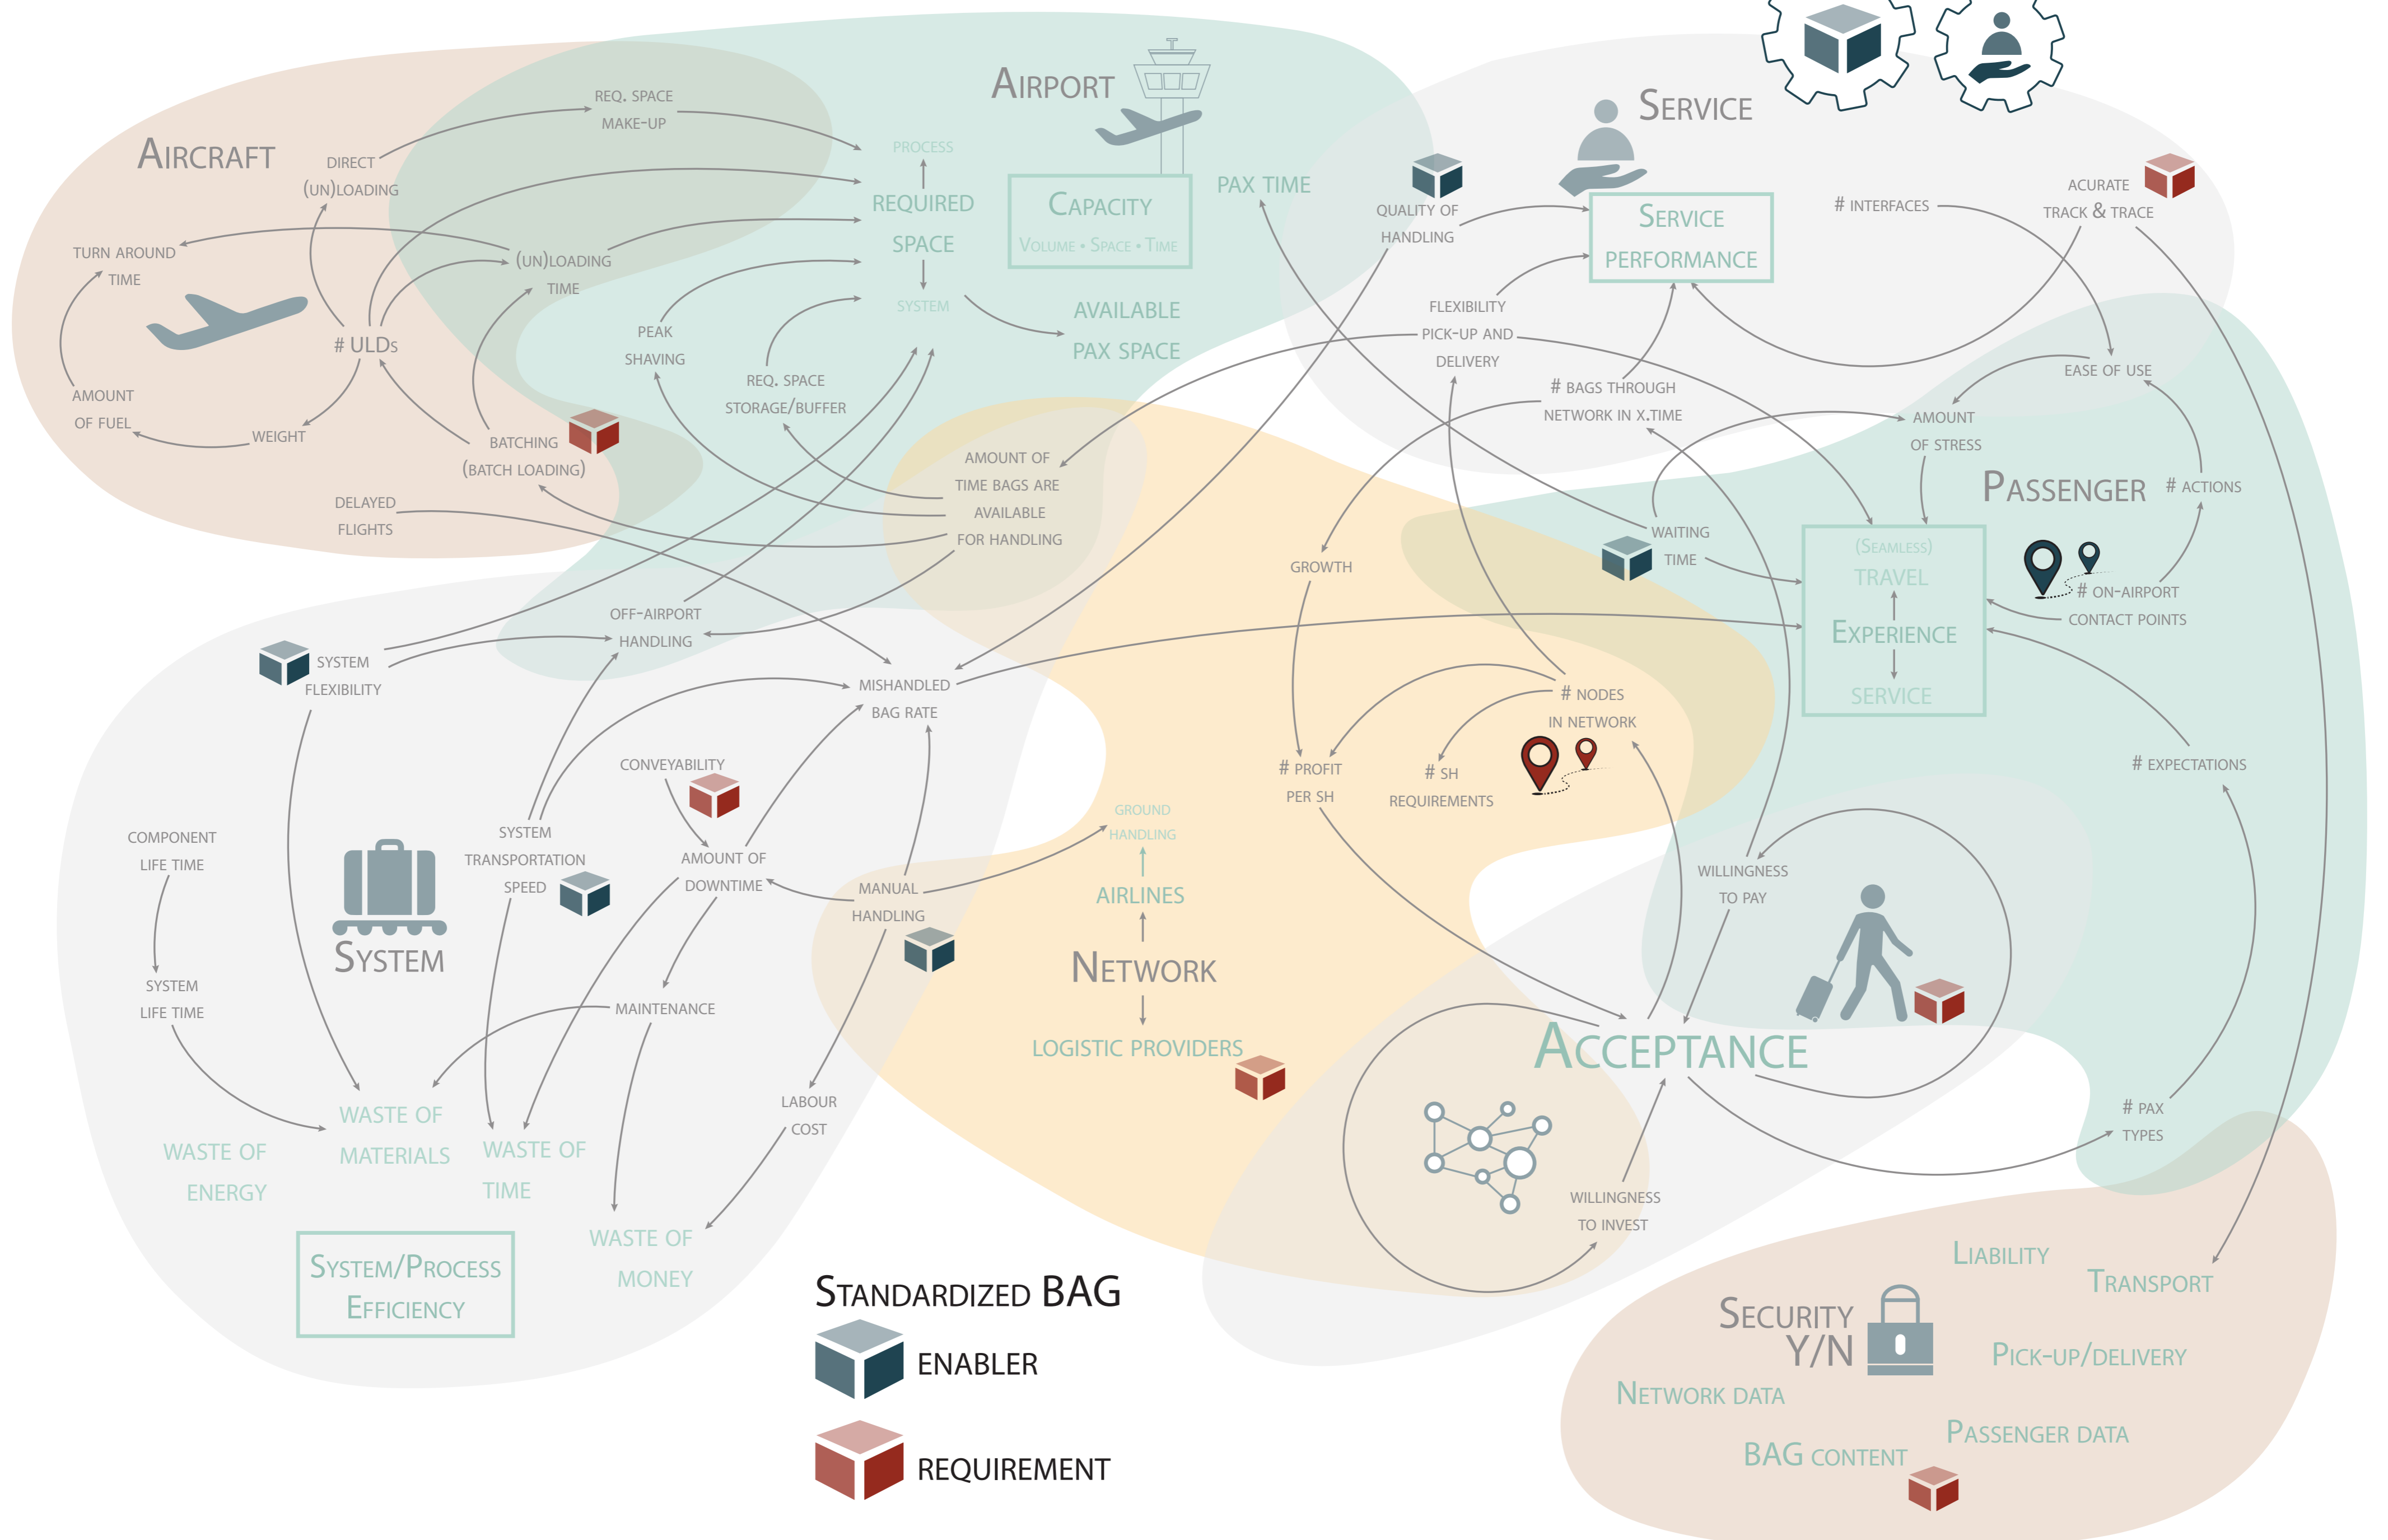 Aircraft
Airport
Service
REQ. SPACE
MAKE-UP
DIRECT
(UN)LOADING
TURN AROUND
TIME
(UN)LOADING
TIME
# ULDs
AMOUNT
OF FUEL
WEIGHT
BATCHING
(BATCH LOADING)
DELAYED
FLIGHTS
PROCESS
REQUIRED
SPACE
SYSTEM
Capacity
Volume • Space • Time
AVAILABLE
PAX SPACE
PAX TIME
PEAK
SHAVING
REQ. SPACE
STORAGE/BUFFER
AMOUNT OF
TIME BAGS ARE
AVAILABLE
FOR HANDLING
QUALITY OF
HANDLING
Service
performance
# INTERFACES
ACURATE
TRACK & TRACE
FLEXIBILITY
PICK-UP AND
DELIVERY
# BAGS THROUGH
NETWORK IN X.TIME
EASE OF USE
AMOUNT
OF STRESS
Passenger
# ACTIONS
WAITING
TIME
(Seamless)
TRAVEL
Experience
SERVICE
# ON-AIRPORT
CONTACT POINTS
# EXPECTATIONS
GROWTH
# NODES
IN NETWORK
# PROFIT
PER SH
# SH
REQUIREMENTS
OFF-AIRPORT
HANDLING
SYSTEM
FLEXIBILITY
MISHANDLED
BAG RATE
CONVEYABILITY
COMPONENT
LIFE TIME
SYSTEM
TRANSPORTATION
SPEED
AMOUNT OF
DOWNTIME
MANUAL
HANDLING
System
SYSTEM
LIFE TIME
MAINTENANCE
LABOUR
COST
WASTE OF
ENERGY
WASTE OF
MATERIALS
WASTE OF
TIME
WASTE OF
MONEY
System/Process
Efficiency
GROUND
HANDLING
AIRLINES
Network
LOGISTIC PROVIDERS
WILLINGNESS
TO PAY
Acceptance
WILLINGNESS
TO INVEST
# PAX
TYPES
Standardized BAG
ENABLER
REQUIREMENT
Security
Y/N
Liability
Transport
Pick-up/delivery
Network data
Passenger data
BAG content